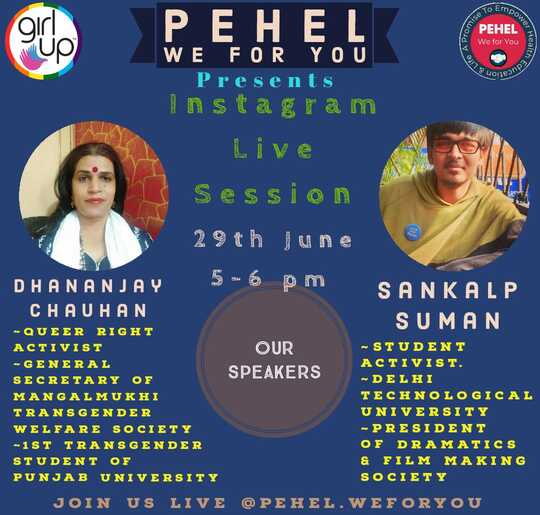 girl
up
PEHEL
WE FOR YOU
A Promise To Empower Health Education & Life
PEHEL
We for You
Presents
Instagram
Live
Session
29th june
5-6 pm
DHANANJAY
CHAUHAN
~QUEER RIGHT
ACTIVIST
~GENERAL
SECRETARY OF
MANGALMUKHI
TRANSGENDER
WELFARE SOCIETY
~1ST TRANSGENDER
STUDENT OF
PUNJAB UNIVERSITY
OUR
SPEAKERS
SANKALP
SUMAN
~STUDENT
ACTIVIST.
~DELHI
TECHNOLOGICAL
UNIVERSITY
~PRESIDENT
OF DRAMATICS
& FILM MAKING
SOCIETY
JOIN US LIVE @PEHEL.WEFORYOU